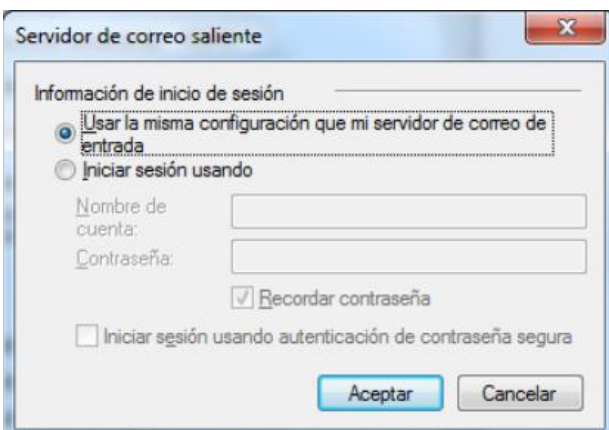 Servidor de correo saliente
Información de inicio de sesión
Usar la misma configuración que mi servidor de correo de
entrada
Iniciar sesión usando
Nombre de
cuenta:
Contraseña:
Recordar contraseña
Iniciar sesión usando autenticación de contraseña segura
Aceptar Cancelar